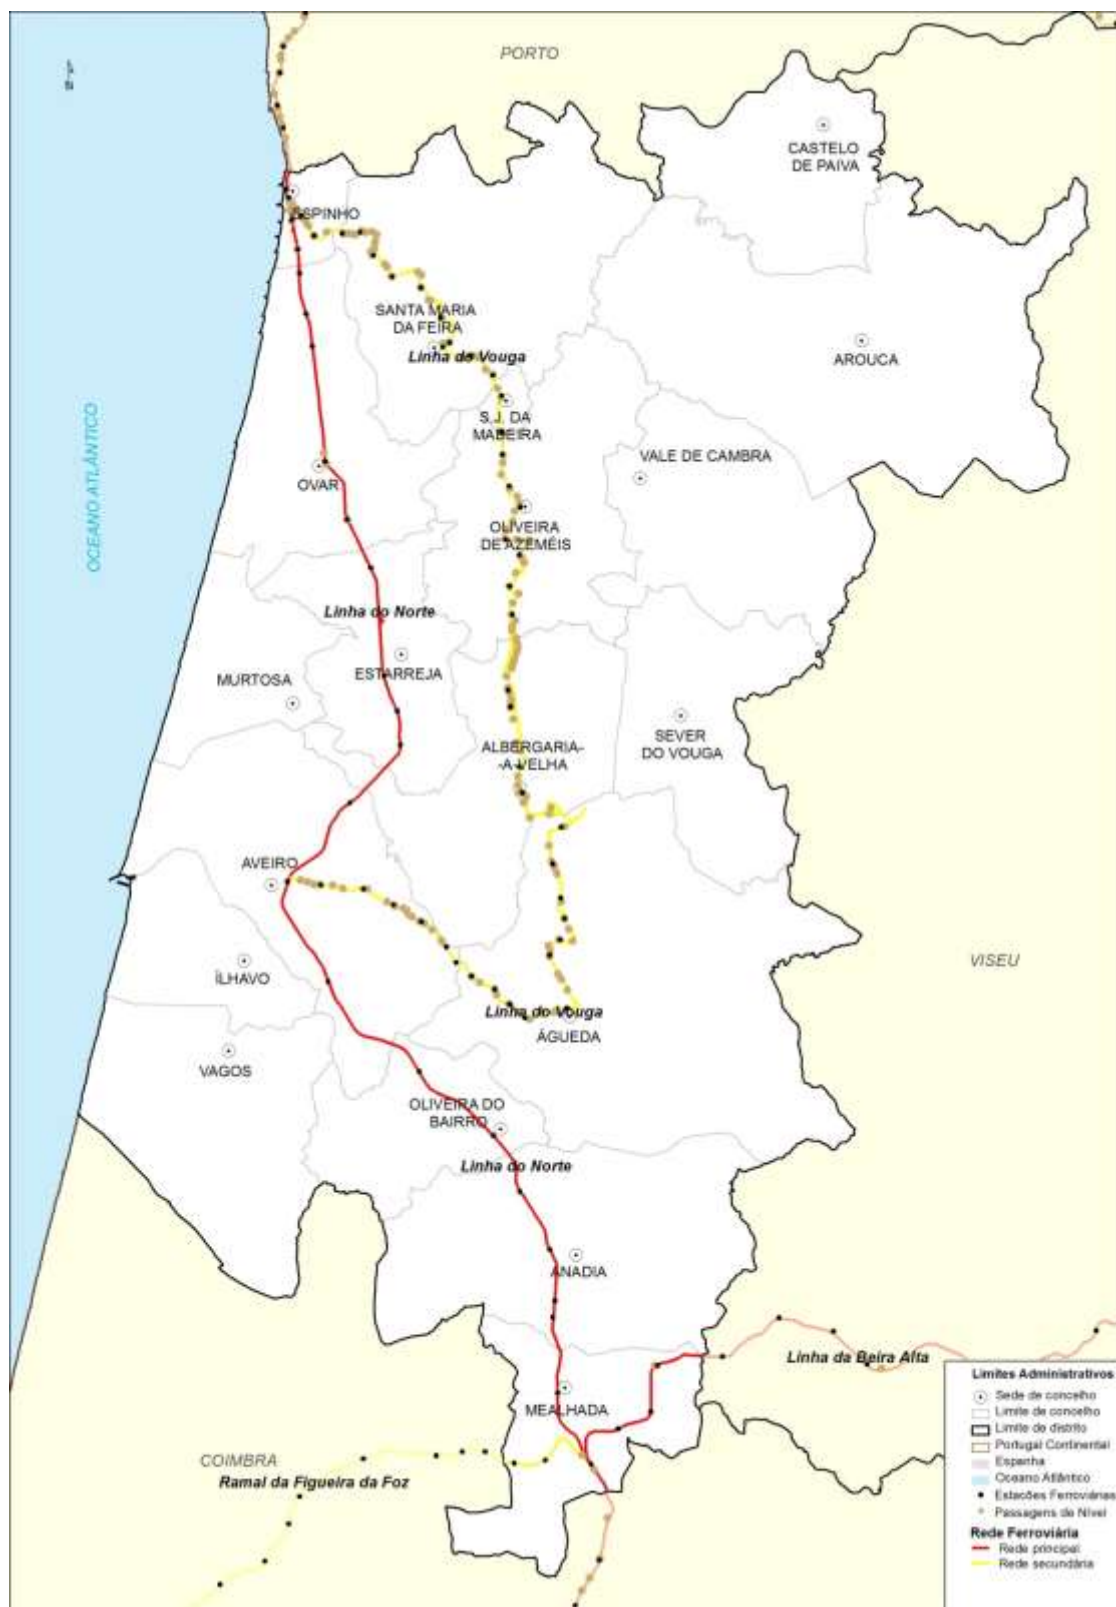 PORTO
CASTELO
DE PAIVA
ESPINHO
SANTA MARIA
DA FEIRA
Linha do Vouga
AROUCA
S.J. DA
MADEIRA
OCEANO ATLÂNTICO
VALE DE CAMBRA
OVAR
OLIVEIRA
DE AZEMÉIS
Linha do Norte
ESTARREJA
MURTOSA
SEVER
DO VOUGA
ALBERGARIA-
-A-VELHA
AVEIRO
VISEU
ÍLHAVO
Linha do Vouga
ÁGUEDA
VAGOS
OLIVEIRA DO
BAIRRO
Linha do Norte
ANADIA
Linha da Beira Alta
MEALHADA
COIMBRA
Ramal da Figueira da Foz
Limites Administrativos
Sede de concelho
Limite de concelho
Limite de distrito
Portugal Continental
Espanha
Oceano Atlântico
Estações Ferroviárias
Passagens de Nível
Rede Ferroviária
Rede principal
Rede secundária